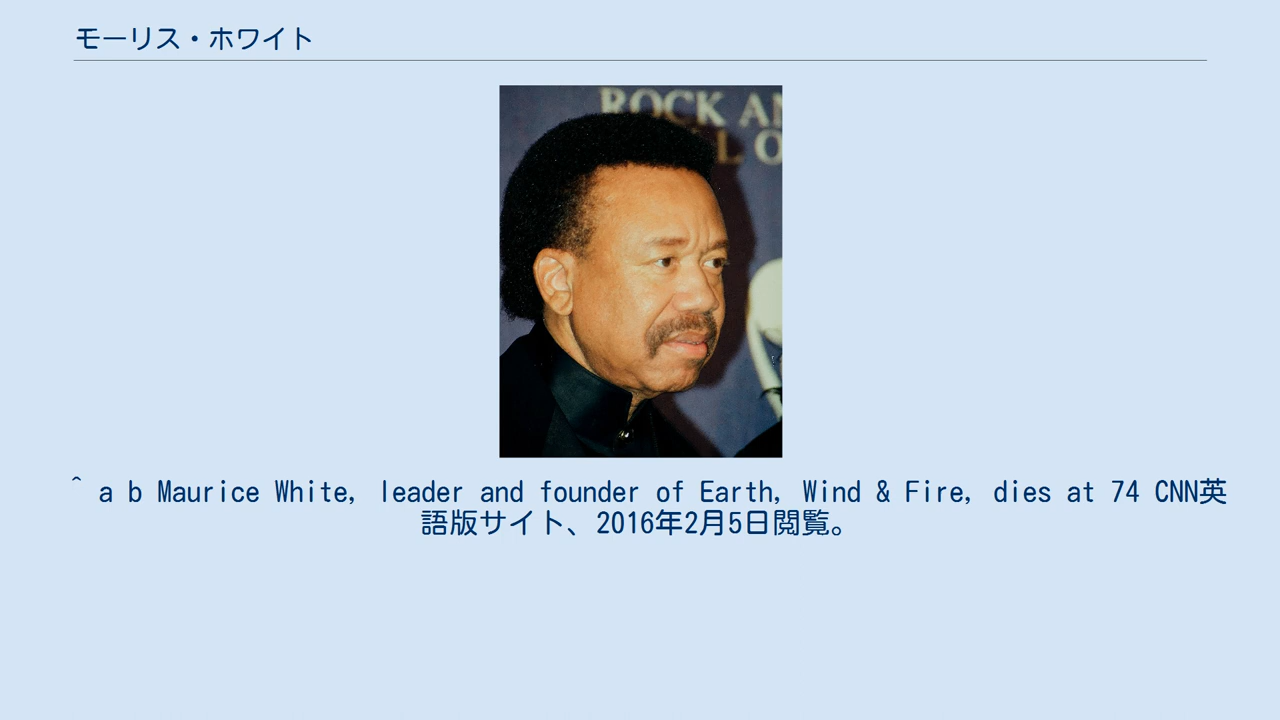 モーリス・ホワイト
ROCK AN
L O
^ a b Maurice White, leader and founder of Earth, Wind & Fire, dies at 74 CNN英
語版サイト、2016年2月5日閲覧。